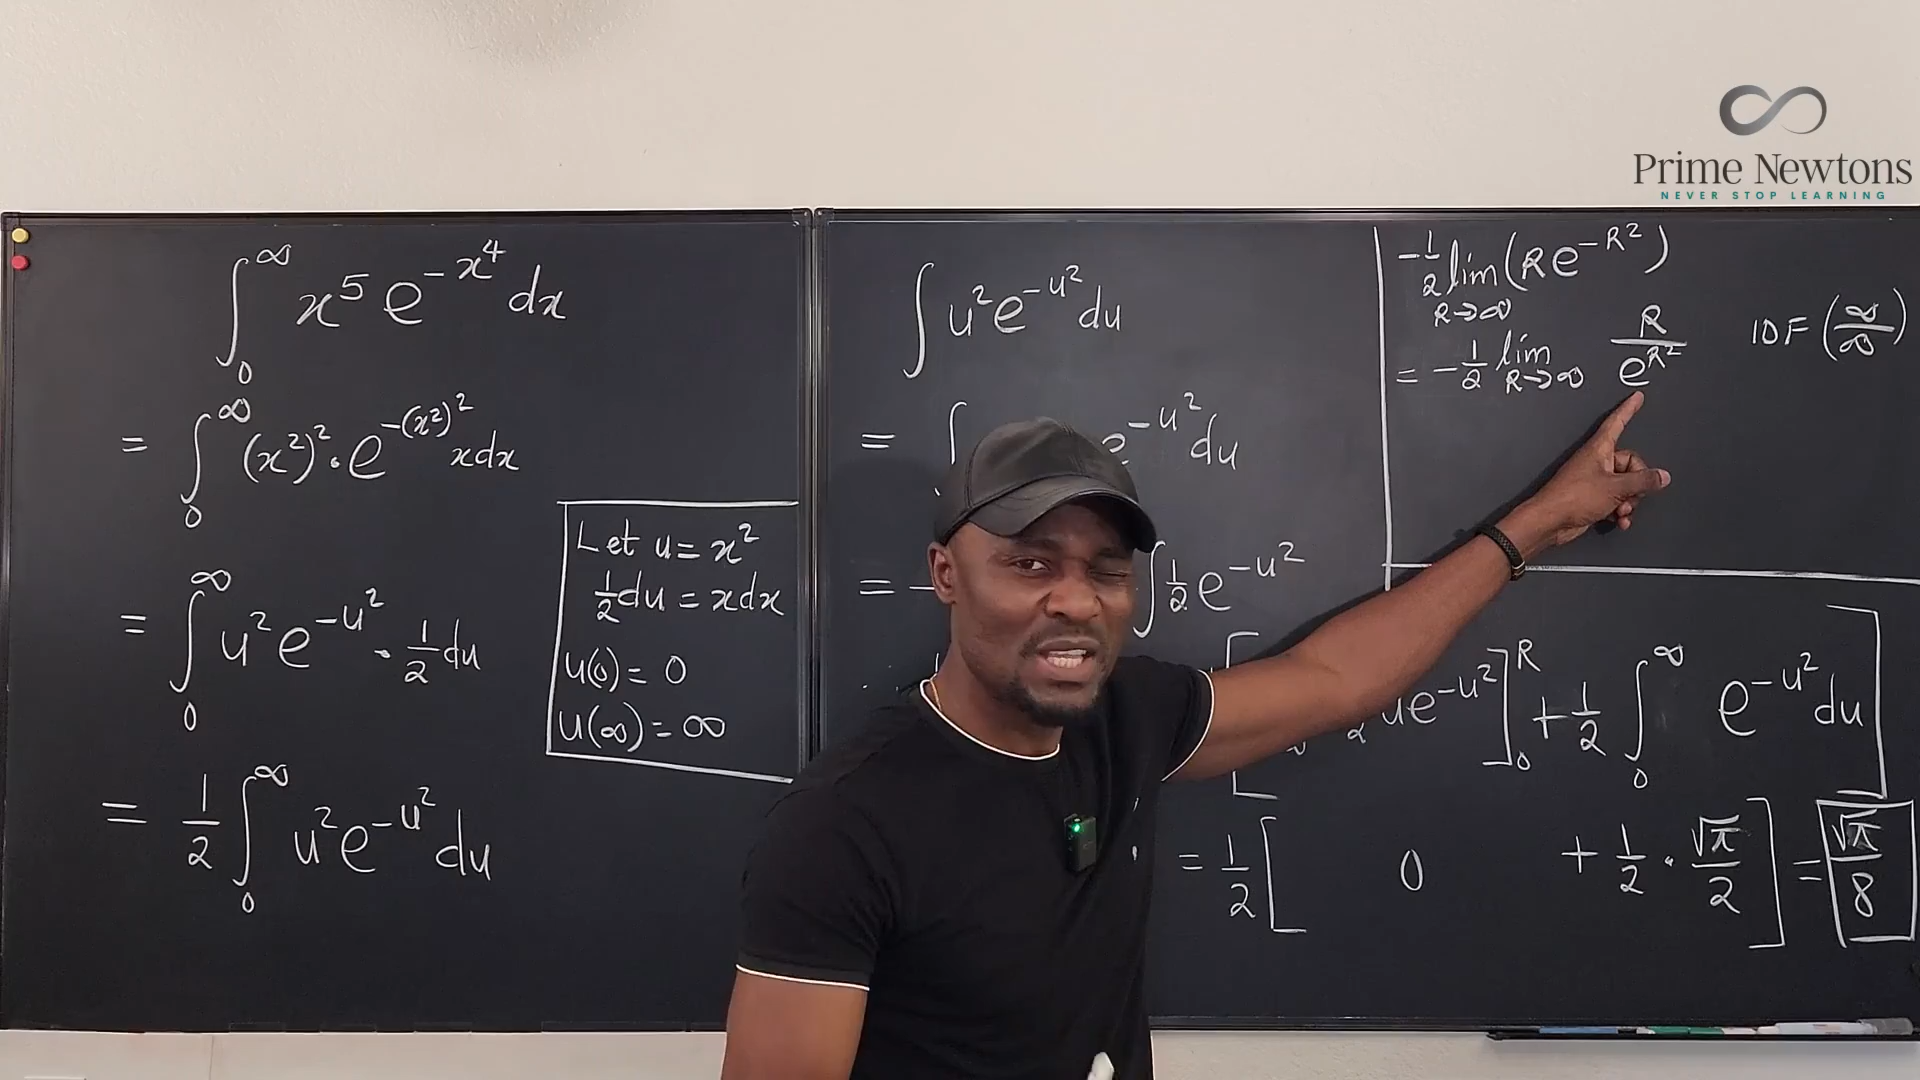 Prime Newtons
NEVER STOP LEARNING
∫₀^∞ x⁵ e^(-x⁴) dx
= ∫₀^∞ (x²)² · e^(-(x²)²) x dx
= ∫₀^∞ u² e^(-u²) · 1/2 du
= 1/2 ∫₀^∞ u² e^(-u²) du
Let u = x²
1/2 du = x dx
u(0) = 0
u(∞) = ∞
∫ u² e^(-u²) du
= ∫ e^(-u²) du
= - ∫ 1/2 e^(-u²)
-1/2 lim R→∞ (R e^(-R²))
= -1/2 lim R→∞ R/e^(R²) IDF (∞/∞)
[ u e^(-u²)]₀^R + 1/2 ∫₀^∞ e^(-u²) du ]
= 1/2 [ 0 + 1/2 · √π/2 ] = √π/8